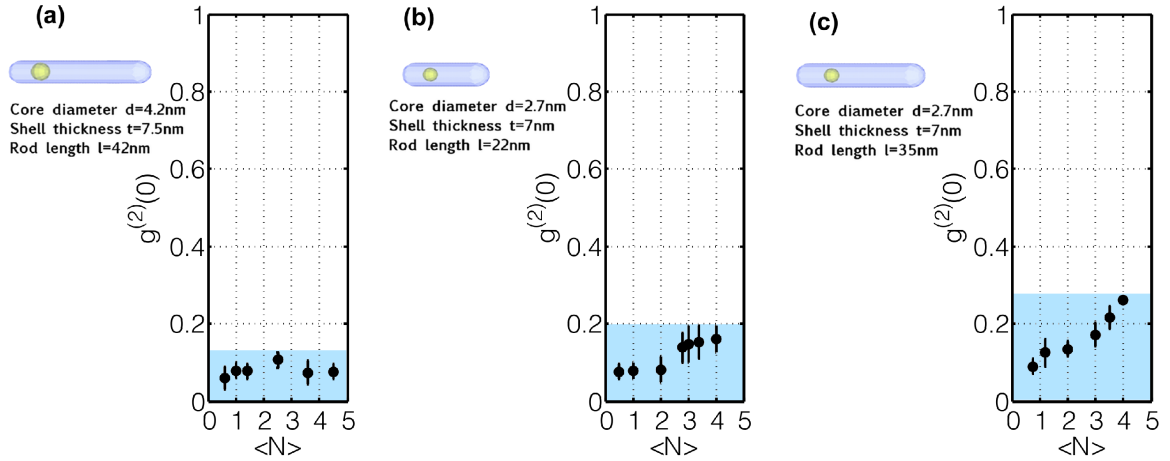 (a)
Core diameter d=4.2nm
Shell thickness t=7.5nm
Rod length l=42nm
g(2)(0)
1
0.8
0.6
0.4
0.2
0
0 1 2 3 4 5
<N>
(b)
Core diameter d=2.7nm
Shell thickness t=7nm
Rod length l=22nm
g(2)(0)
1
0.8
0.6
0.4
0.2
0
0 1 2 3 4 5
<N>
(c)
Core diameter d=2.7nm
Shell thickness t=7nm
Rod length l=35nm
g(2)(0)
1
0.8
0.6
0.4
0.2
0
0 1 2 3 4 5
<N>